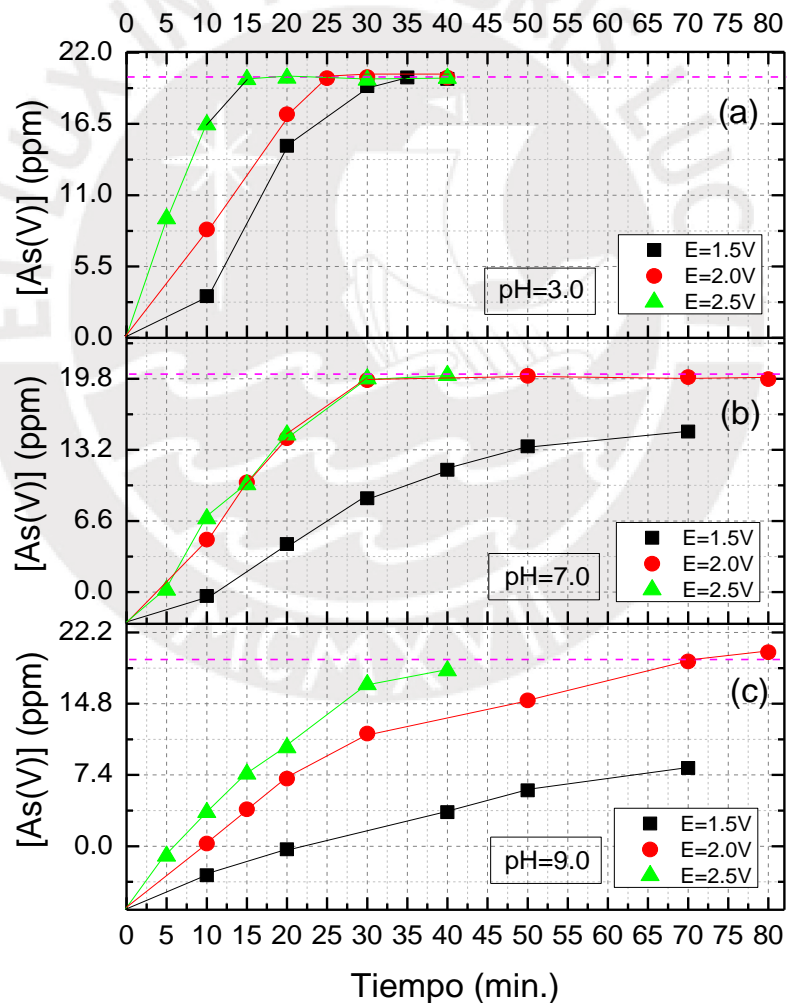 0 5 10 15 20 25 30 35 40 45 50 55 60 65 70 75 80
22.0
16.5
11.0
5.5
0.0
[As(V)] (ppm)
(a)
pH=3.0
E=1.5V
E=2.0V
E=2.5V
19.8
13.2
6.6
0.0
[As(V)] (ppm)
(b)
pH=7.0
E=1.5V
E=2.0V
E=2.5V
22.2
14.8
7.4
0.0
[As(V)] (ppm)
(c)
pH=9.0
E=1.5V
E=2.0V
E=2.5V
0 5 10 15 20 25 30 35 40 45 50 55 60 65 70 75 80
Tiempo (min.)
MCMXVII